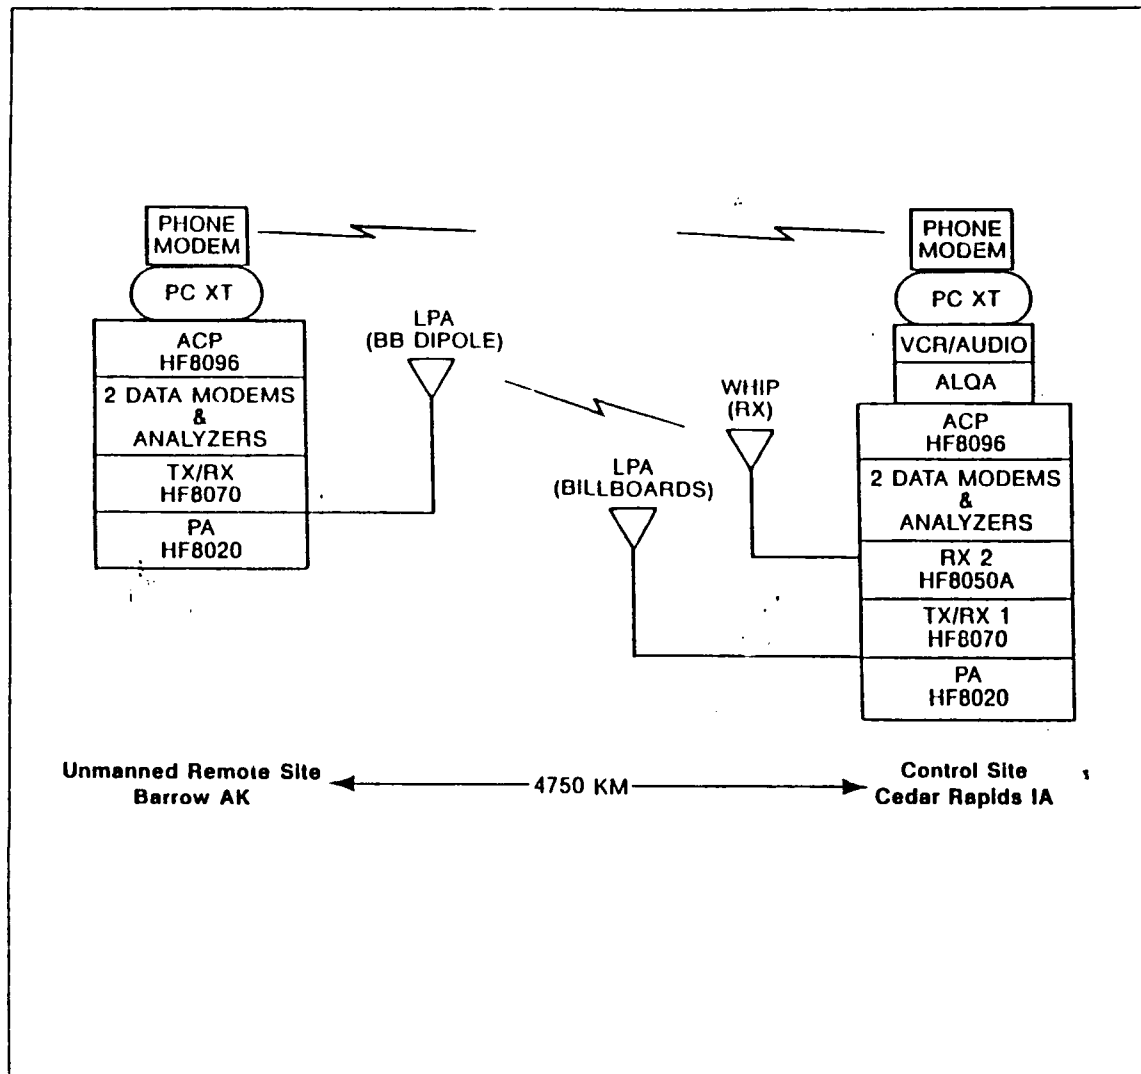 PHONE
MODEM
PC XT
ACP
HF8096
2 DATA MODEMS
&
ANALYZERS
TX/RX
HF8070
PA
HF8020
LPA
(BB DIPOLE)
WHIP
(RX)
LPA
(BILLBOARDS)
PHONE
MODEM
PC XT
VCR/AUDIO
ALQA
ACP
HF8096
2 DATA MODEMS
&
ANALYZERS
RX 2
HF8050A
TX/RX 1
HF8070
PA
HF8020
Unmanned Remote Site
Barrow AK
4750 KM
Control Site
Cedar Rapids IA